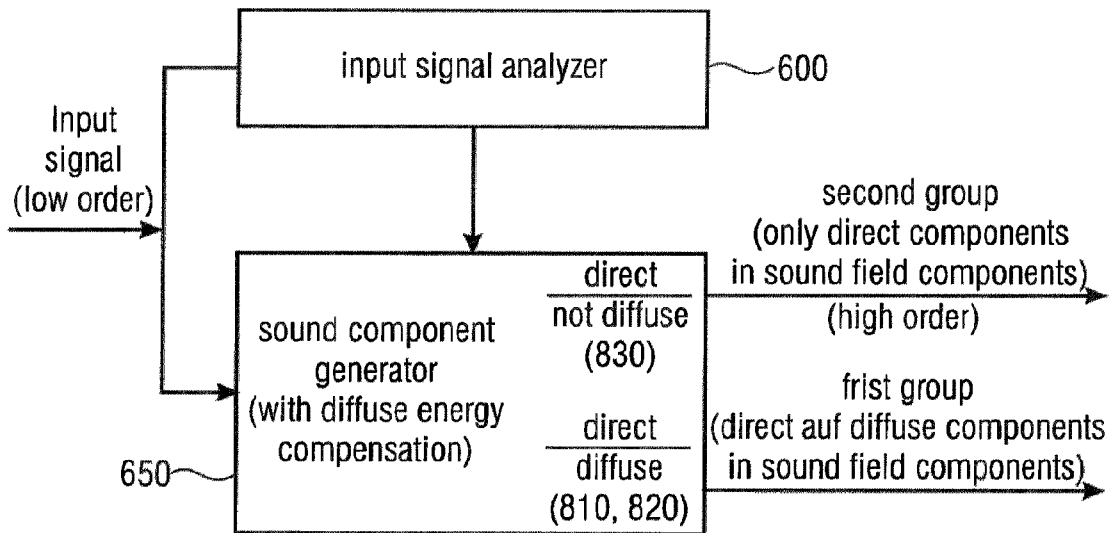 input signal analyzer
600
Input
signal
(low order)
second group
(only direct components
in sound field components)
(high order)
direct
not diffuse
(830)
sound component
generator
(with diffuse energy
compensation)
650
direct
diffuse
(810, 820)
frist group
(direct auf diffuse components
in sound field components)